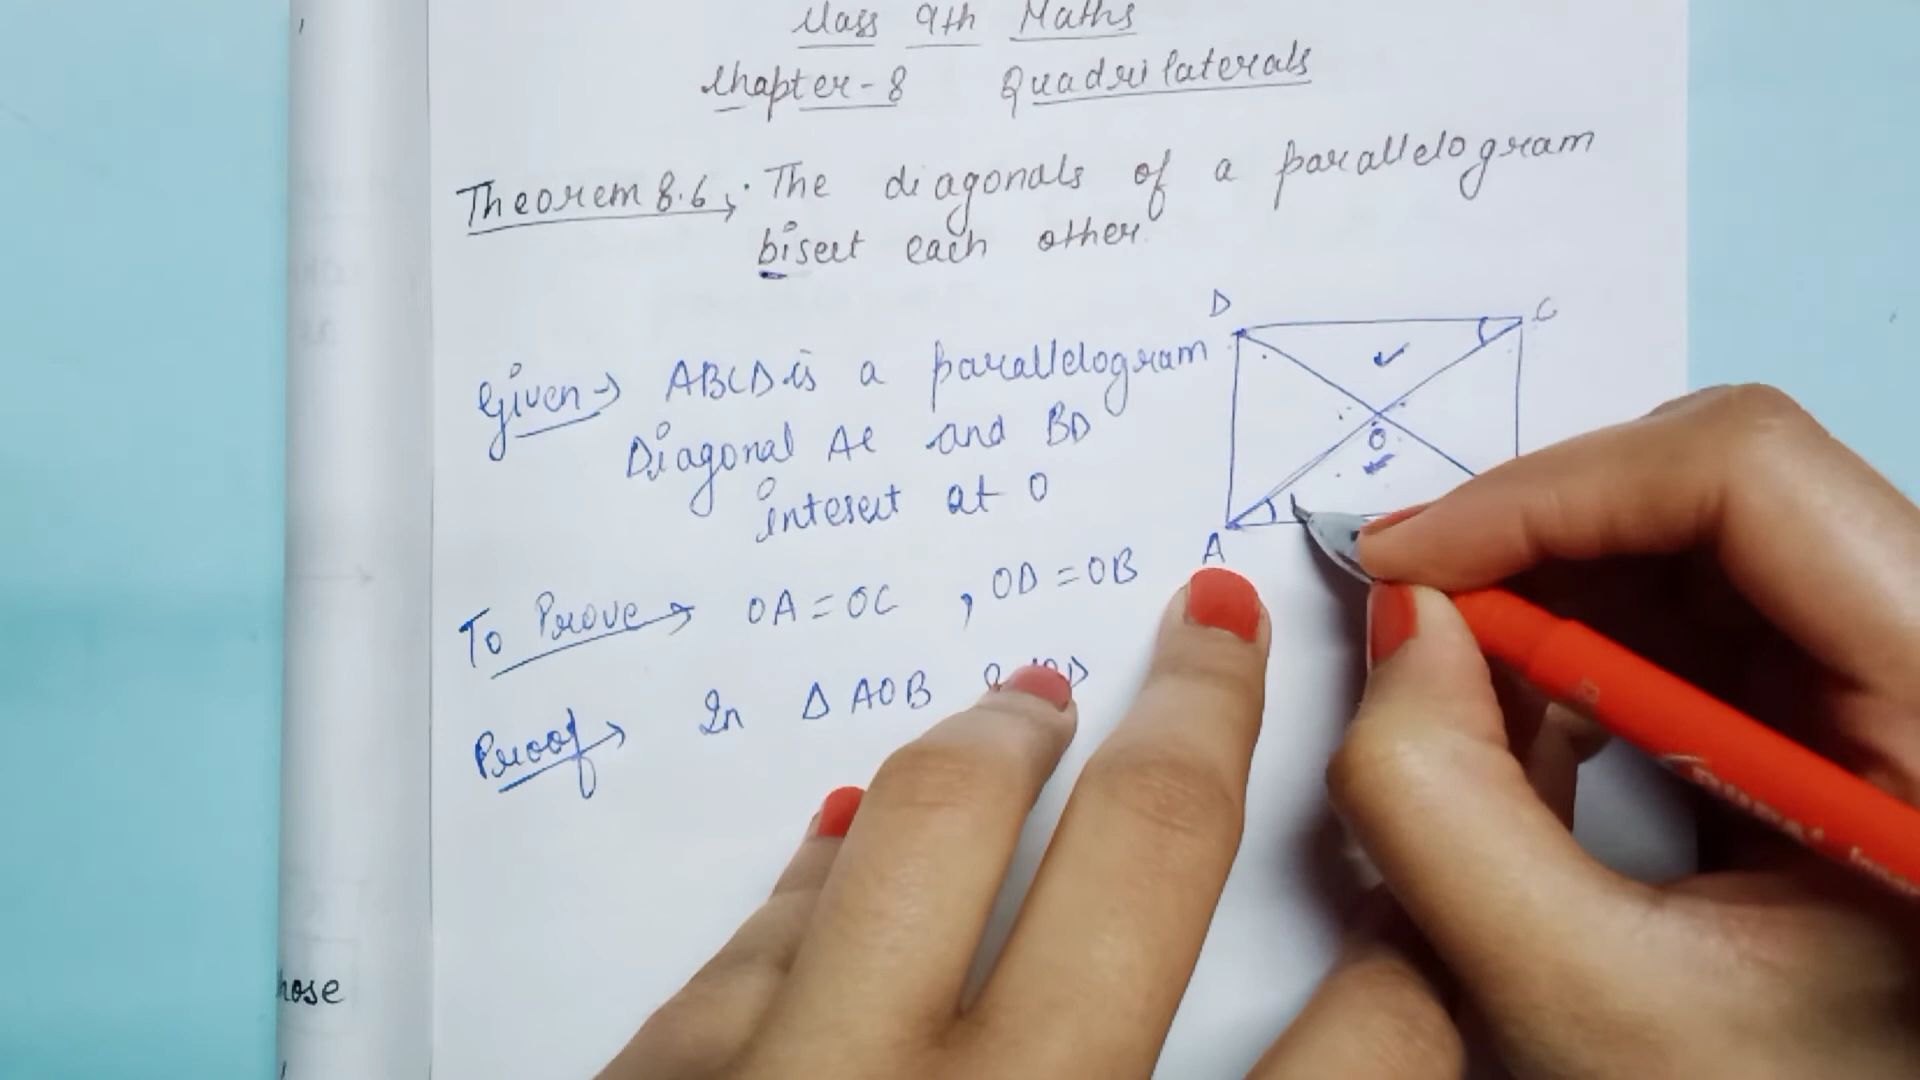 Class 9th Maths
Chapter-8 Quadrilaterals
Theorem 8.6 → The diagonals of a parallelogram
bisect each other
D
C
Given → ABCD is a parallelogram
Diagonal AC and BD
intesect at O
O
A
To Prove → OA = OC , OD = OB
Proof → In Δ AOB
hose